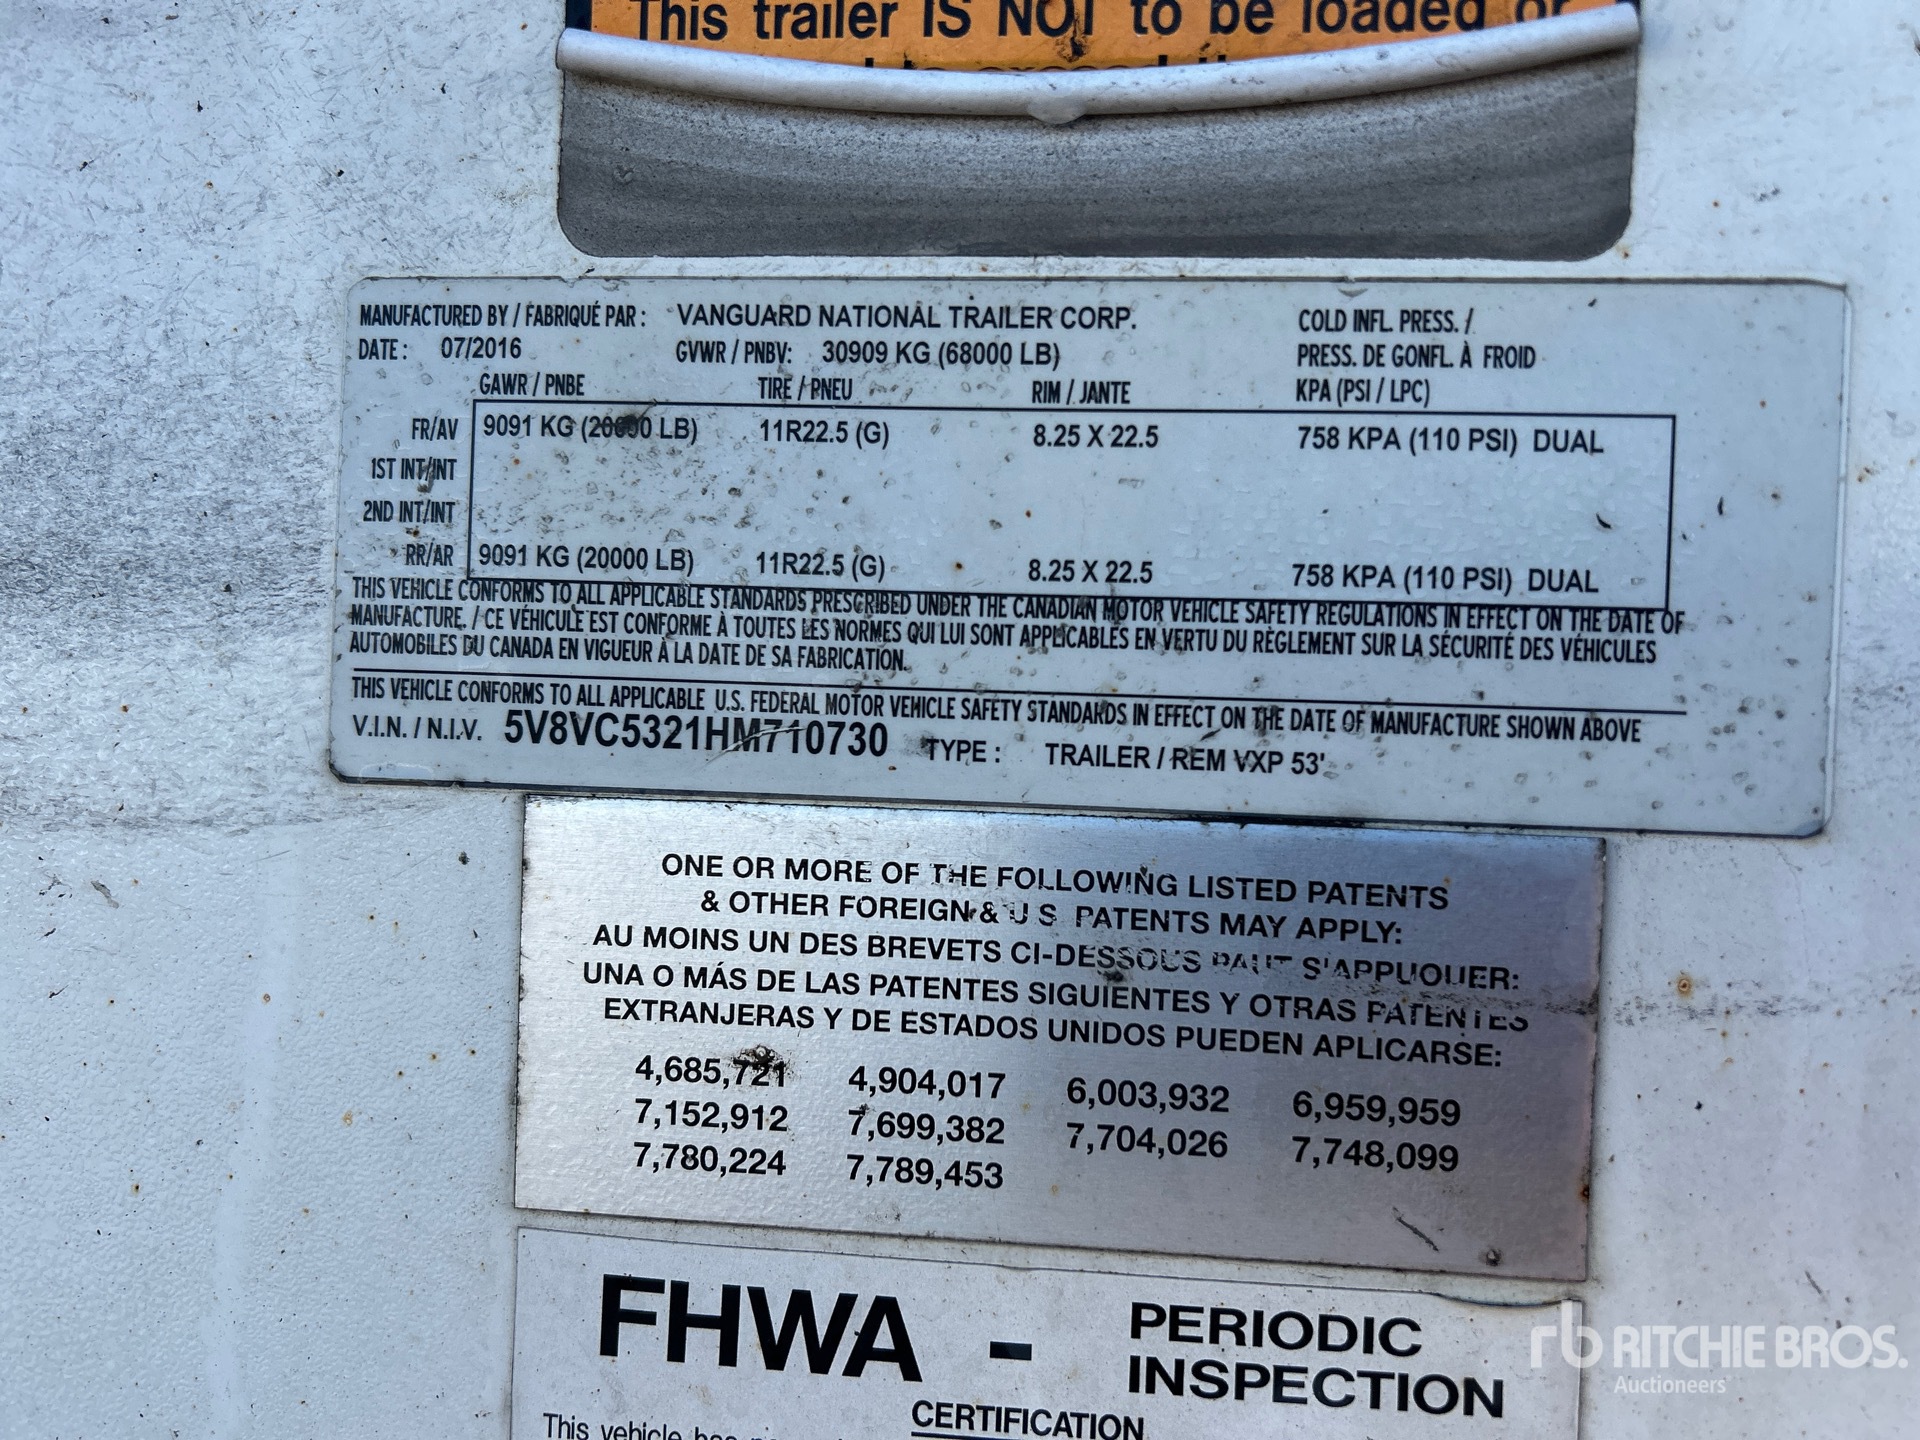 This trailer IS NOT to be loaded or
MANUFACTURED BY / FABRIQUÉ PAR : VANGUARD NATIONAL TRAILER CORP. COLD INFL. PRESS. /
DATE : 07/2016 GVWR / PNBV: 30909 KG (68000 LB) PRESS. DE GONFL. À FROID
GAWR / PNBE TIRE / PNEU RIM / JANTE KPA (PSI / LPC)
FR/AV 9091 KG (20000 LB) 11R22.5 (G) 8.25 X 22.5 758 KPA (110 PSI) DUAL
1ST INT/INT
2ND INT/INT
RR/AR 9091 KG (20000 LB) 11R22.5 (G) 8.25 X 22.5 758 KPA (110 PSI) DUAL
THIS VEHICLE CONFORMS TO ALL APPLICABLE STANDARDS PRESCRIBED UNDER THE CANADIAN MOTOR VEHICLE SAFETY REGULATIONS IN EFFECT ON THE DATE OF
MANUFACTURE. / CE VÉHICULE EST CONFORME À TOUTES LES NORMES QUI LUI SONT APPLICABLES EN VERTU DU RÈGLEMENT SUR LA SÉCURITÉ DES VÉHICULES
AUTOMOBILES DU CANADA EN VIGUEUR À LA DATE DE SA FABRICATION.
THIS VEHICLE CONFORMS TO ALL APPLICABLE U.S. FEDERAL MOTOR VEHICLE SAFETY STANDARDS IN EFFECT ON THE DATE OF MANUFACTURE SHOWN ABOVE
V.I.N. / N.I.V. 5V8VC5321HM710730 TYPE : TRAILER / REM VXP 53'
ONE OR MORE OF THE FOLLOWING LISTED PATENTS
& OTHER FOREIGN & U S PATENTS MAY APPLY:
AU MOINS UN DES BREVETS CI-DESSOUS PAUT S'APPUQUER:
UNA O MÁS DE LAS PATENTES SIGUIENTES Y OTRAS PATENTES
EXTRANJERAS Y DE ESTADOS UNIDOS PUEDEN APLICARSE:
4,685,721 4,904,017 6,003,932 6,959,959
7,152,912 7,699,382 7,704,026 7,748,099
7,780,224 7,789,453
FHWA - PERIODIC
INSPECTION
CERTIFICATION
This vehicle has
rb RITCHIE BROS.
Auctioneers